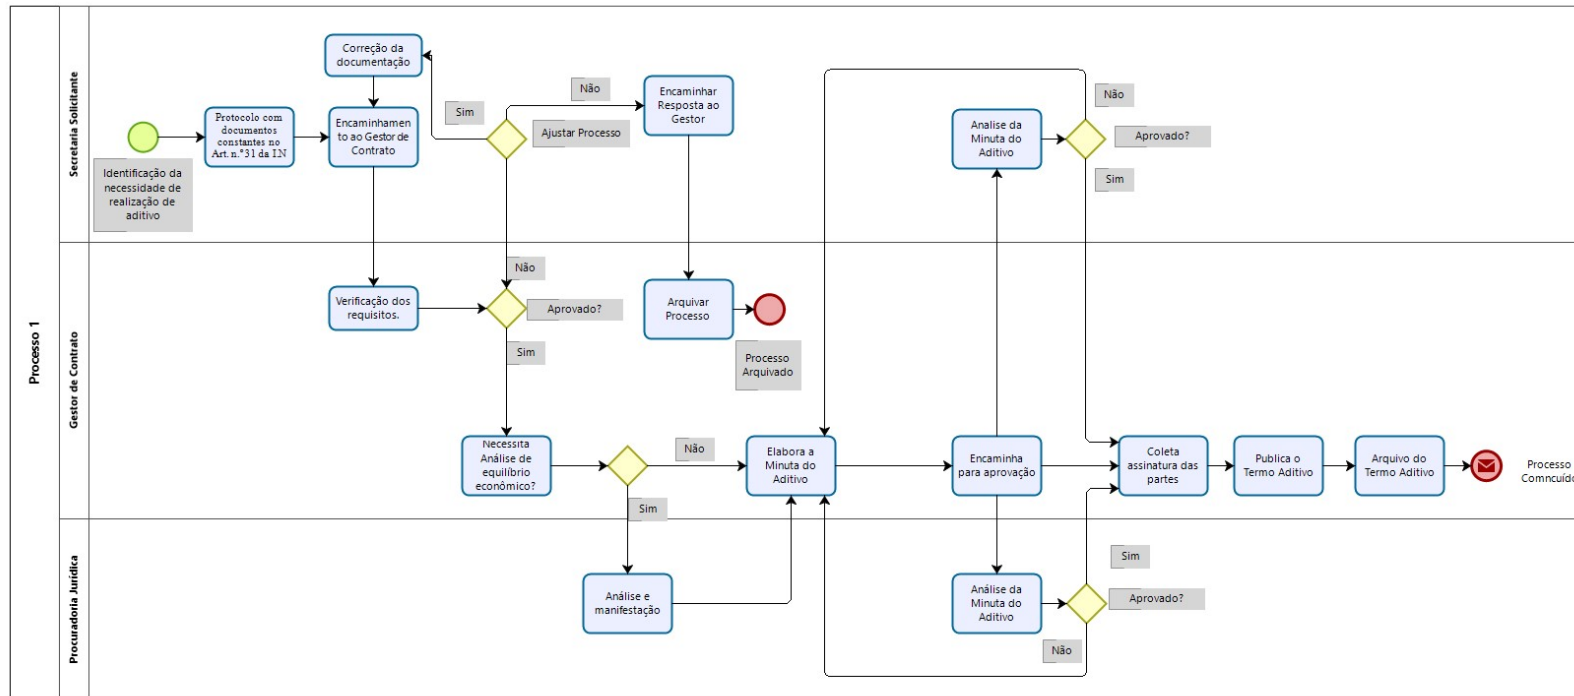 Processo 1
Secretaria Solicitante
Correção da
documentação
Protocolo com
documentos
constantes no
Art. n.°31 da I.N
Encaminhamen
to ao Gestor de
Contrato
Identificação da
necessidade de
realização de
aditivo
Sim
Não
Ajustar Processo
Encaminhar
Resposta ao
Gestor
Analise da
Minuta do
Aditivo
Não
Aprovado?
Sim
Gestor de Contrato
Verificação dos
requisitos.
Não
Aprovado?
Sim
Arquivar
Processo
Processo
Arquivado
Necessita
Análise de
equilíbrio
econômico?
Não
Sim
Elabora a
Minuta do
Aditivo
Encaminha
para aprovação
Coleta
assinatura das
partes
Publica o
Termo Aditivo
Arquivo do
Termo Aditivo
Processo
Comncuído
Procuradoria Jurídica
Análise e
manifestação
Análise da
Minuta do
Aditivo
Sim
Aprovado?
Não